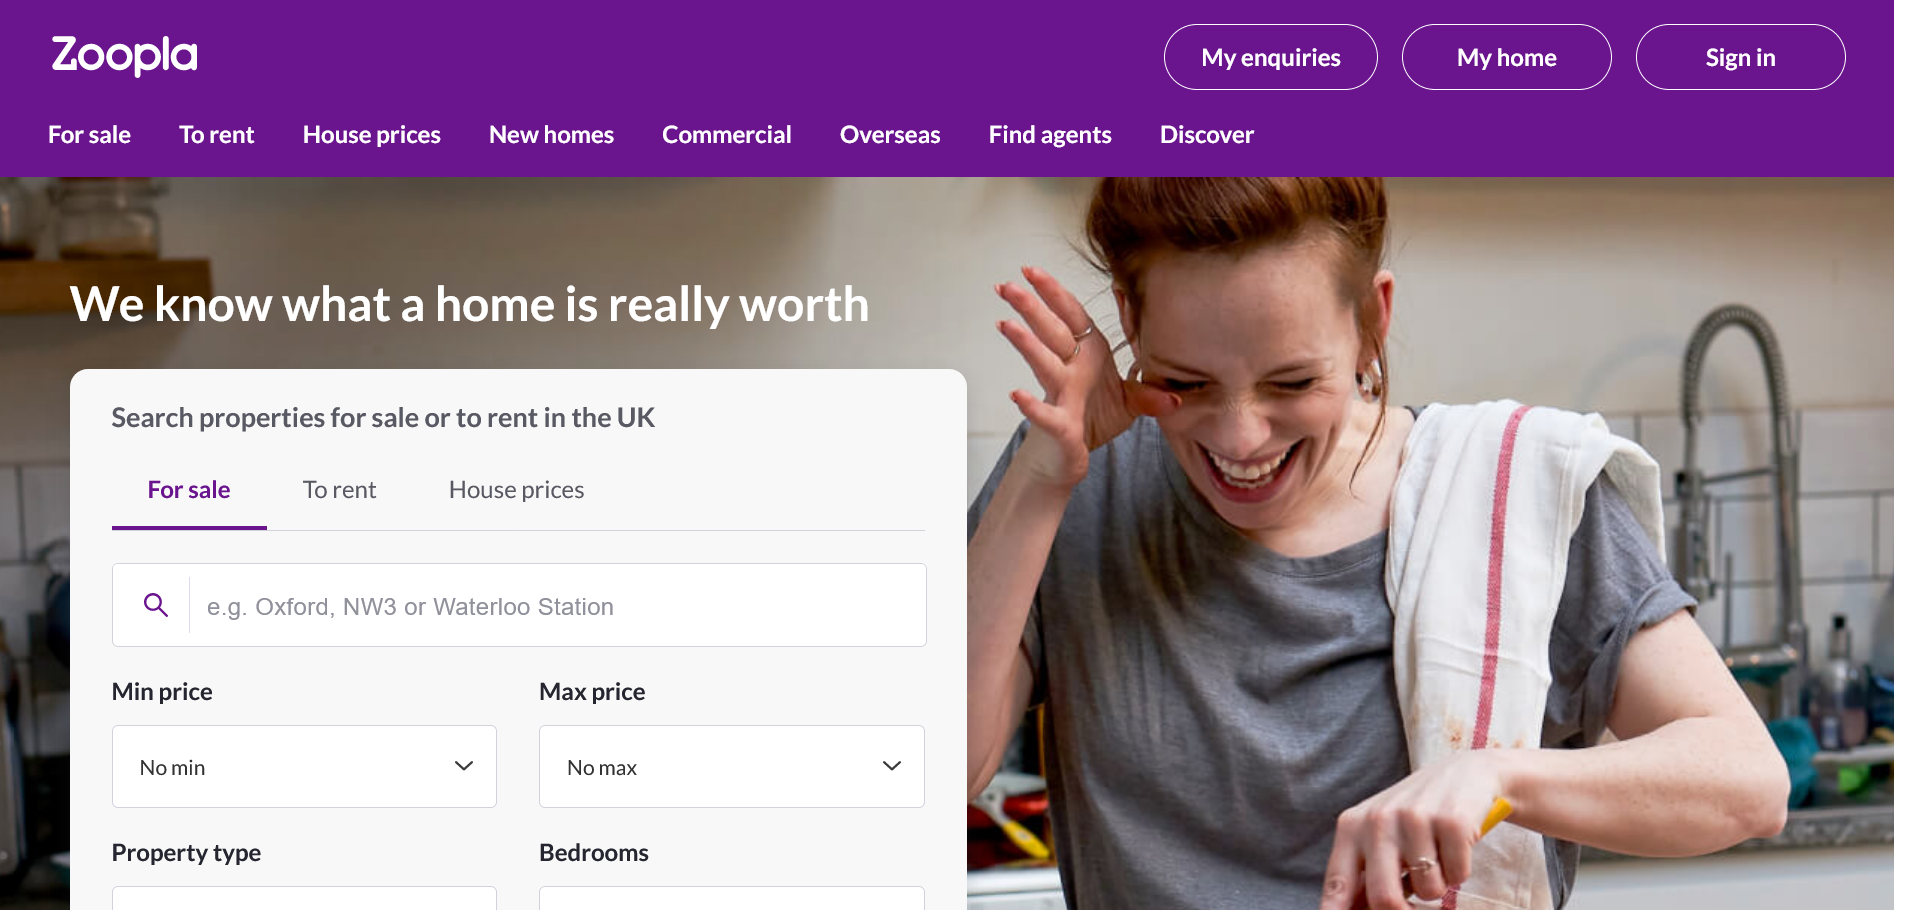 Zoopla
My enquiries
My home
Sign in
For sale
To rent
House prices
New homes
Commercial
Overseas
Find agents
Discover
We know what a home is really worth
Search properties for sale or to rent in the UK
For sale
To rent
House prices
e.g. Oxford, NW3 or Waterloo Station
Min price
Max price
No min
No max
Property type
Bedrooms